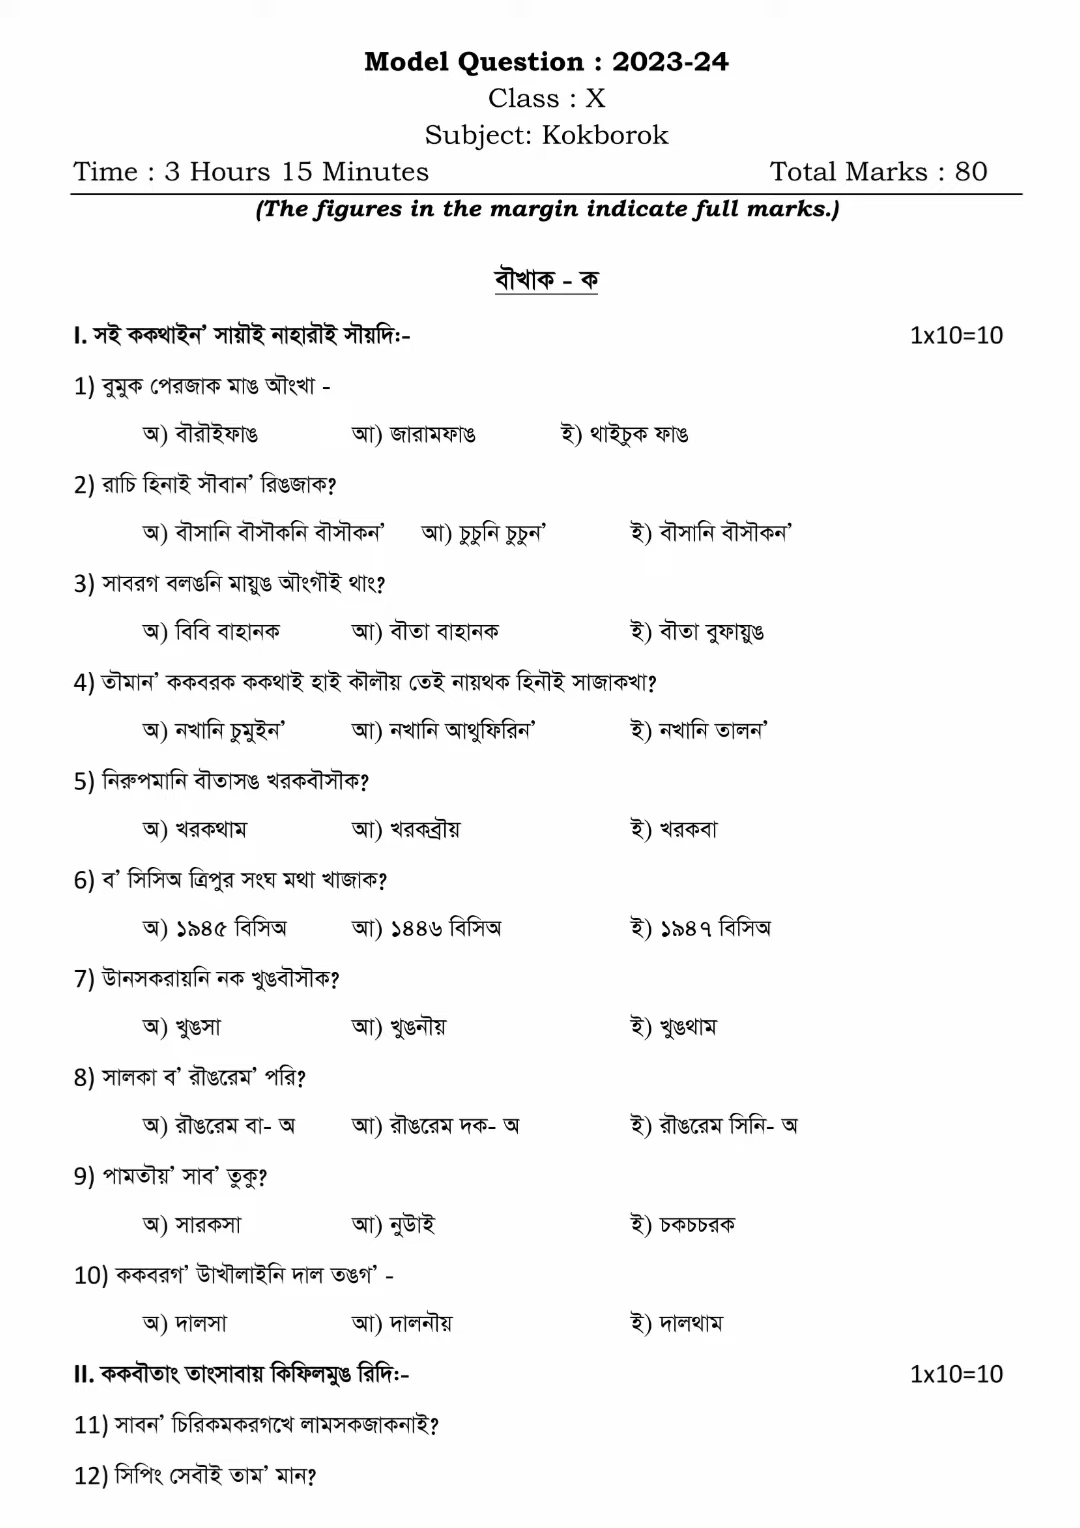 Model Question : 2023-24
Class : X
Subject: Kokborok
Time : 3 Hours 15 Minutes Total Marks : 80
(The figures in the margin indicate full marks.)
বৗখাক - ক
I. সই ককথাইন’ সায়ৗই নাহারৗই সৗয়দি:- 1x10=10
1) বুমুক পেরজাক মাঙ ঔংখা -
অ) বৗরৗইফাঙ আ) জারামফাঙ ই) থাইচুক ফাঙ
2) রাচি হিনাই সৗবান’ রিঙজাক?
অ) বৗসানি বৗসৗকনি বৗসৗকন’ আ) চুচুনি চুচুন’ ই) বৗসানি বৗসৗকন’
3) সাবরগ বলঙনি মায়ুঙ ঔংগৗই থাং?
অ) বিবি বাহানক আ) বৗতা বাহানক ই) বৗতা বুফায়ুঙ
4) তৗমান’ ককবরক ককথাই হাই কৗলৗয় তেই নায়থক হিনৗই সাজাকখা?
অ) নখানি চুমুইন’ আ) নখানি আথুফিরিন’ ই) নখানি তালন’
5) নিরুপমানি বৗতাসঙ খরকবৗসৗক?
অ) খরকথাম আ) খরকব্রৗয় ই) খরকবা
6) ব’ সিসিঅ ত্রিপুর সংঘ মথা খাজাক?
অ) ১৯৪৫ বিসিঅ আ) ১৪৪৬ বিসিঅ ই) ১৯৪৭ বিসিঅ
7) উানসকরায়নি নক খুঙবৗসৗক?
অ) খুঙসা আ) খুঙনৗয় ই) খুঙথাম
8) সালকা ব’ রৗঙরেম’ পরি?
অ) রৗঙরেম বা- অ আ) রৗঙরেম দক- অ ই) রৗঙরেম সিনি- অ
9) পামতৗয়’ সাব’ তুকু?
অ) সারকসা আ) নুউাই ই) চকচচরক
10) ককবরগ’ উাখৗলাইনি দাল তঙগ’ -
অ) দালসা আ) দালনৗয় ই) দালথাম
II. ককবৗতাং তাংসাবায় কিফিলমুঙ রিদি:- 1x10=10
11) সাবন’ চিরিকমকরগখে লামসকজাকনাই?
12) সিপিং সেবৗই তাম’ মান?